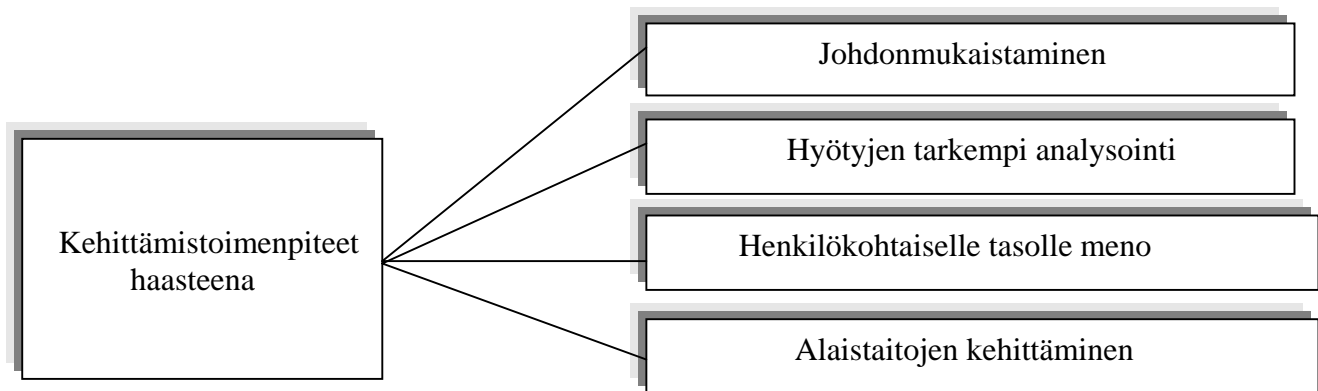 Kehittämistoimenpiteet
haasteena
Johdonmukaistaminen
Hyötyjen tarkempi analysointi
Henkilökohtaiselle tasolle meno
Alaistaitojen kehittäminen